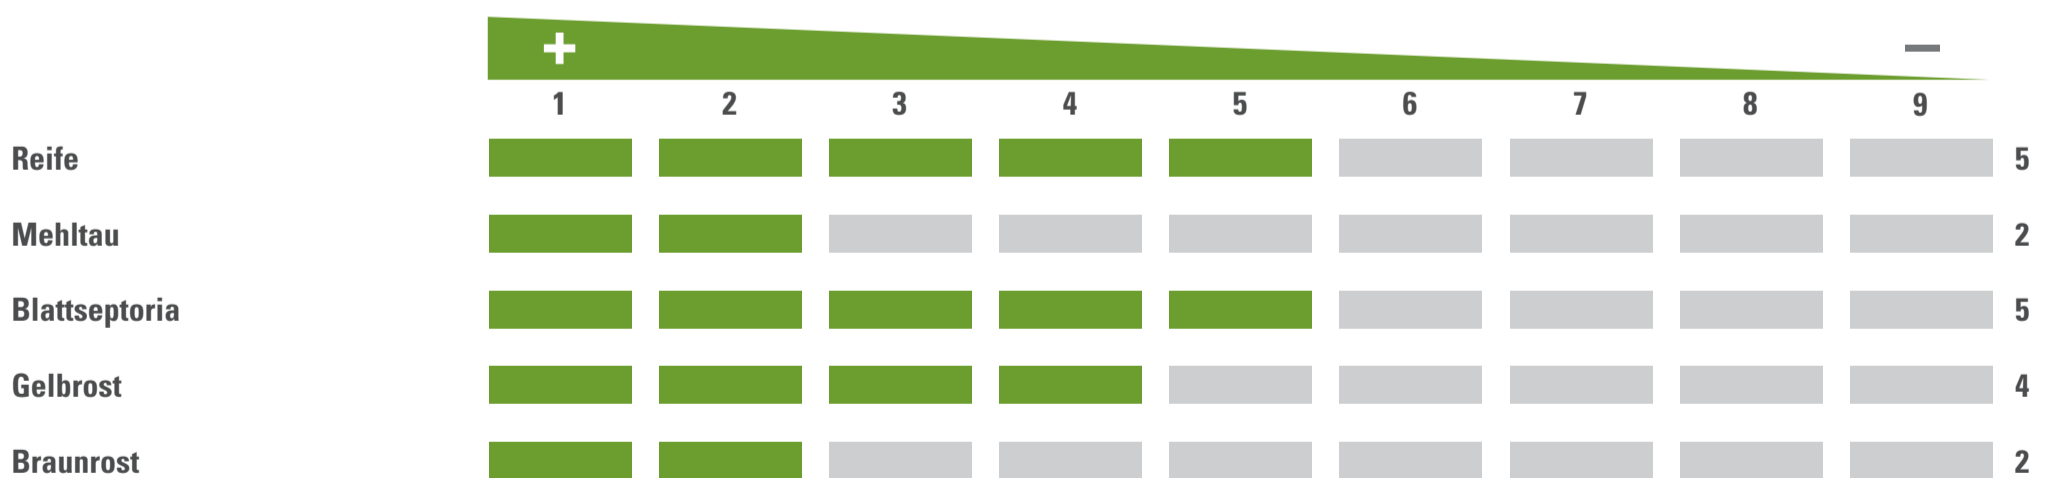 + –
1 2 3 4 5 6 7 8 9
Reife 5
Mehltau 2
Blattseptoria 5
Gelbrost 4
Braunrost 2